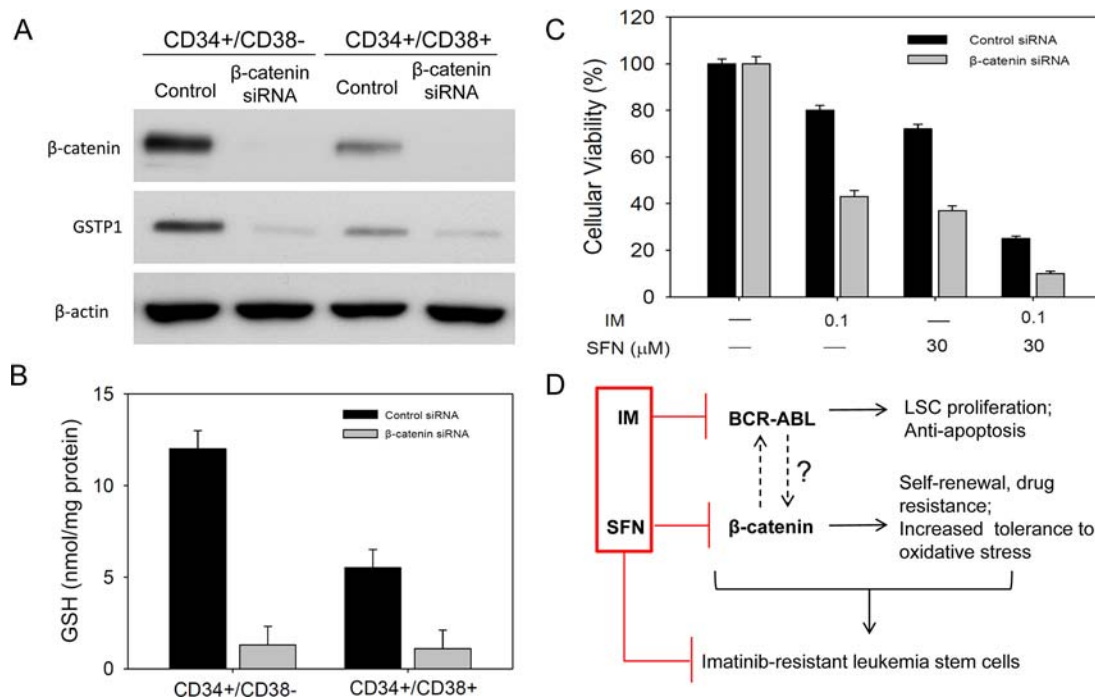 A
CD34+/CD38- CD34+/CD38+
Control β-catenin siRNA Control β-catenin siRNA
β-catenin
GSTP1
β-actin
B
15
10
5
0
GSH (nmol/mg protein)
Control siRNA
β-catenin siRNA
CD34+/CD38- CD34+/CD38+
C
120
100
80
60
40
20
0
Cellular Viability (%)
Control siRNA
β-catenin siRNA
IM — 0.1 — 0.1
SFN (μM) — — 30 30
D
IM
BCR-ABL
LSC proliferation;
Anti-apoptosis
?
SFN
β-catenin
Self-renewal, drug
resistance;
Increased tolerance to
oxidative stress
Imatinib-resistant leukemia stem cells